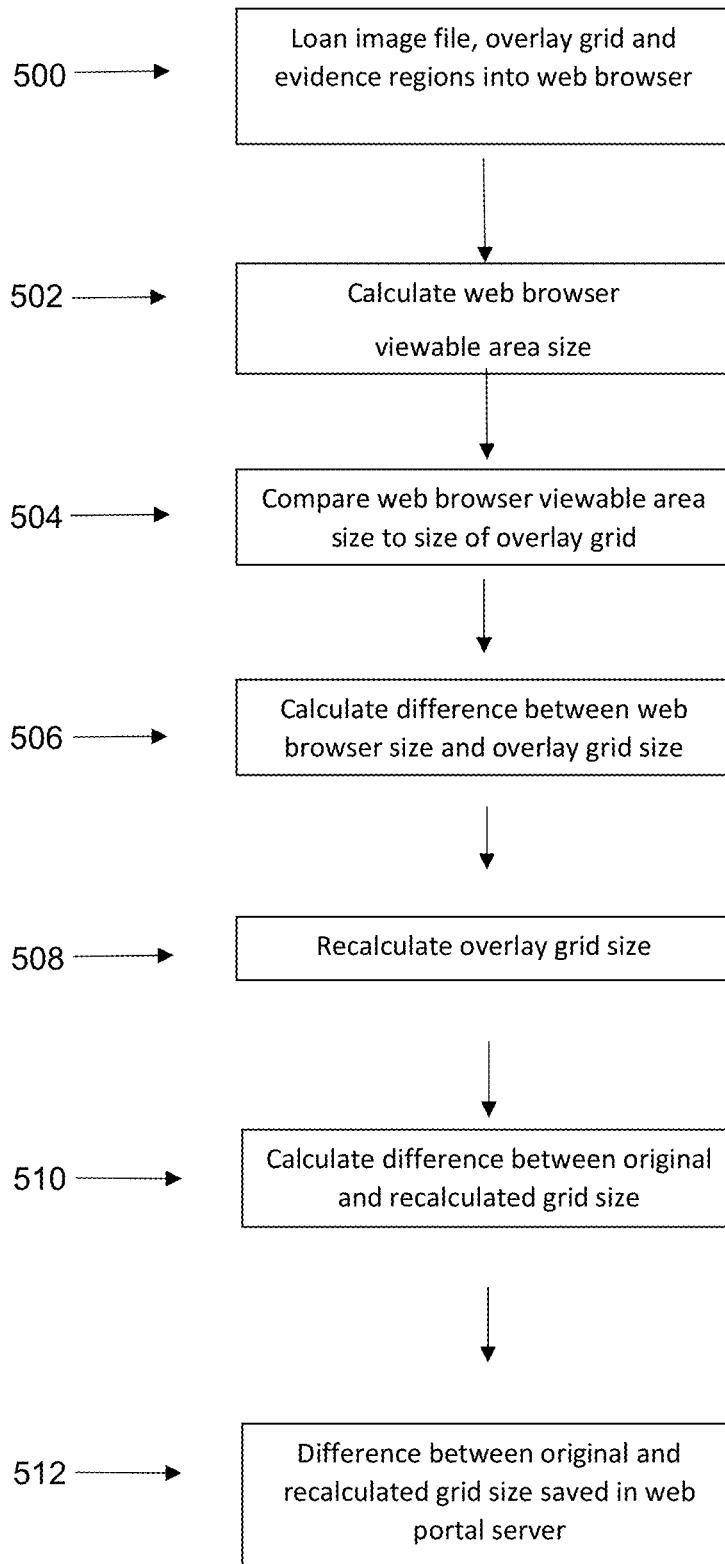 500
Loan image file, overlay grid and
evidence regions into web browser
502
Calculate web browser
viewable area size
504
Compare web browser viewable area
size to size of overlay grid
506
Calculate difference between web
browser size and overlay grid size
508
Recalculate overlay grid size
510
Calculate difference between original
and recalculated grid size
512
Difference between original and
recalculated grid size saved in web
portal server